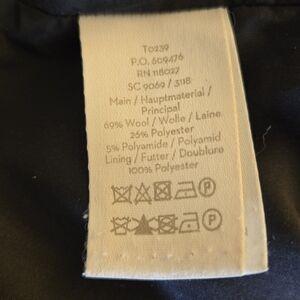 T0239
P.O. 609476
RN 118027
SC 9069 / 3118
Main / Hauptmaterial /
Principal
69% Wool / Wolle / Laine
26% Polyester
5% Polyamide / Polyamid
Lining / Futter / Doublure
100% Polyester
P
P